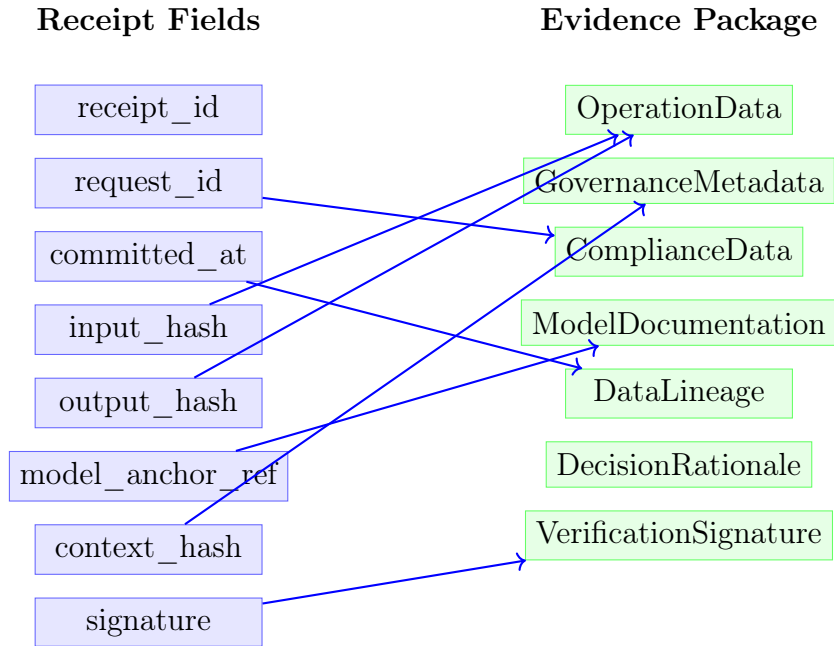 Receipt Fields
receipt_id
request_id
committed_at
input_hash
output_hash
model_anchor_ref
context_hash
signature
Evidence Package
OperationData
GovernanceMetadata
ComplianceData
ModelDocumentation
DataLineage
DecisionRationale
VerificationSignature